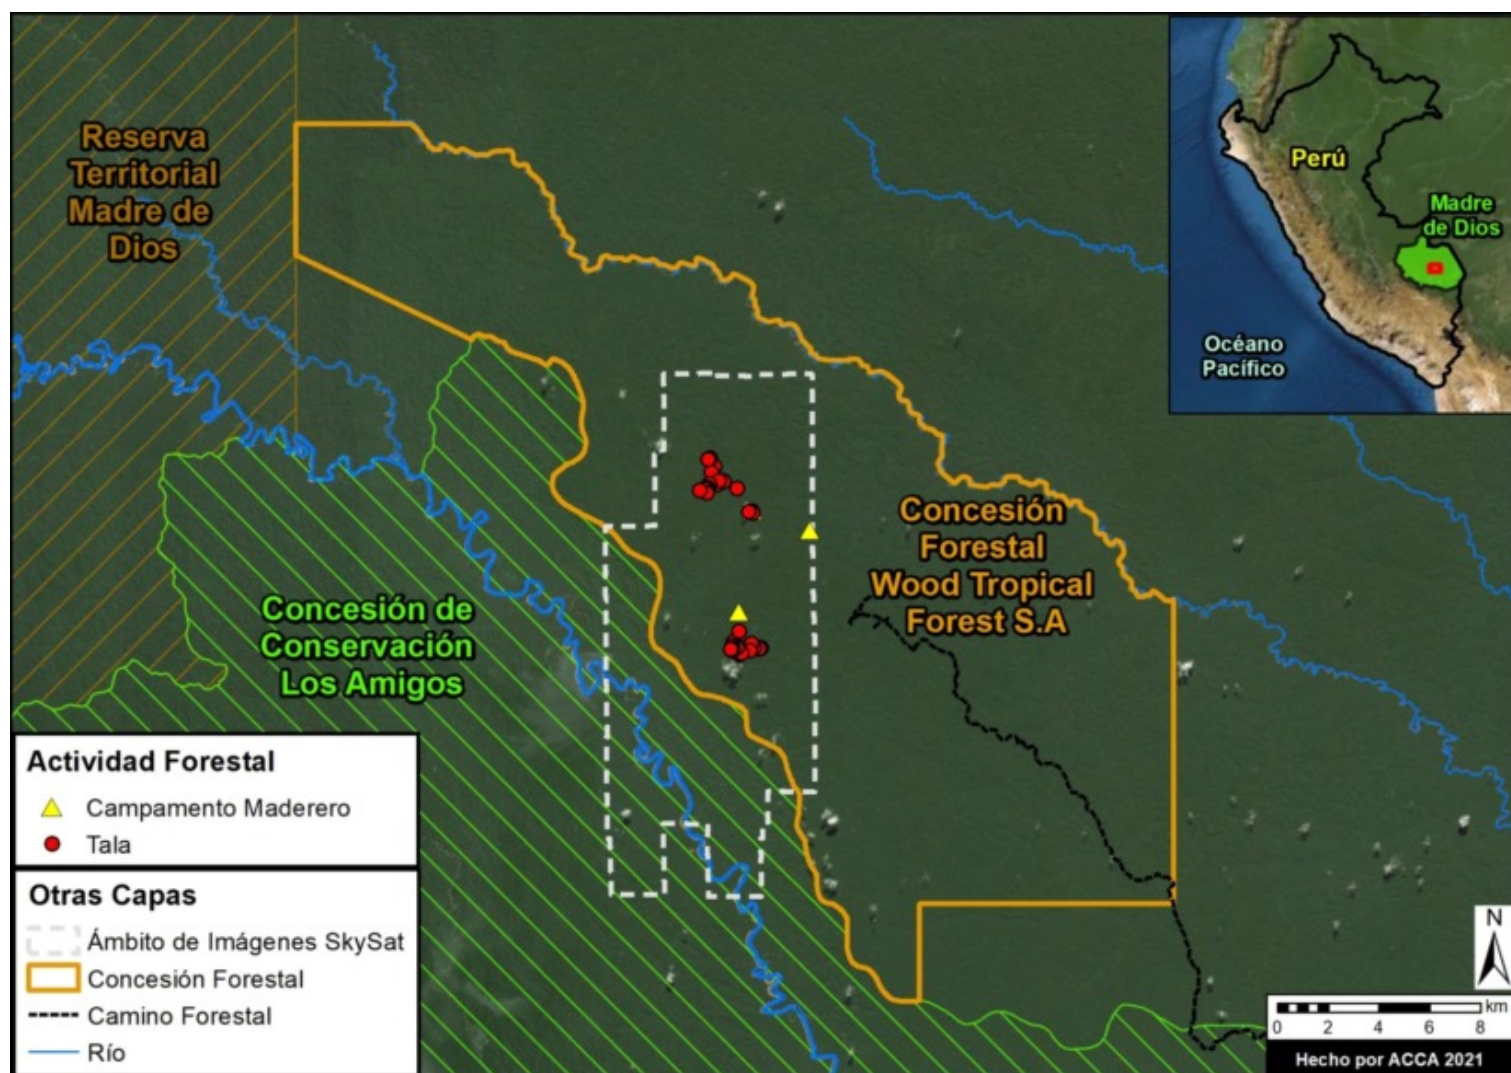 Reserva
Territorial
Madre de
Dios
Perú
Madre
de Dios
Océano
Pacífico
Concesión
Forestal
Wood Tropical
Forest S.A
Concesión de
Conservación
Los Amigos
Actividad Forestal
Campamento Maderero
Tala
Otras Capas
Ámbito de Imágenes SkySat
Concesión Forestal
Camino Forestal
Río
N
km
0 2 4 6 8
Hecho por ACCA 2021